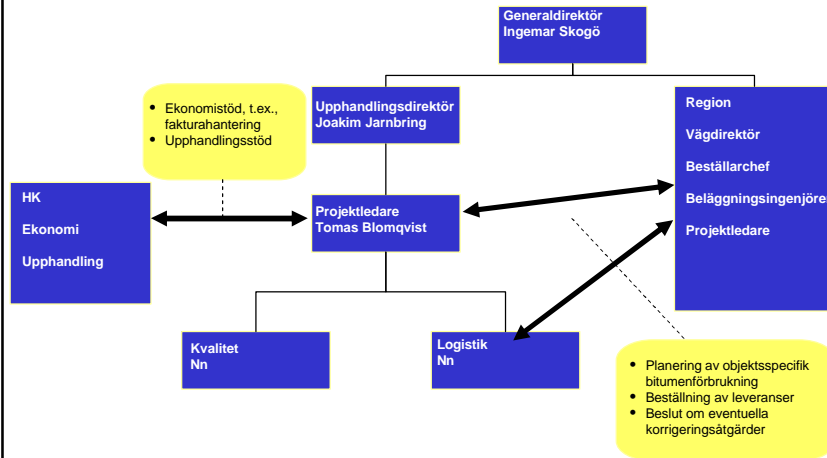 Generaldirektör
Ingemar Skogö
Upphandlingsdirektör
Joakim Jarnbring
Region
Vägdirektör
Beställarchef
Beläggningsingenjörer
Projektledare
• Ekonomistöd, t.ex.,
fakturahantering
• Upphandlingsstöd
HK
Ekonomi
Upphandling
Projektledare
Tomas Blomqvist
Kvalitet
Nn
Logistik
Nn
• Planering av objektsspecifik
bitumenförbrukning
• Beställning av leveranser
• Beslut om eventuella
korrigeringsåtgärder